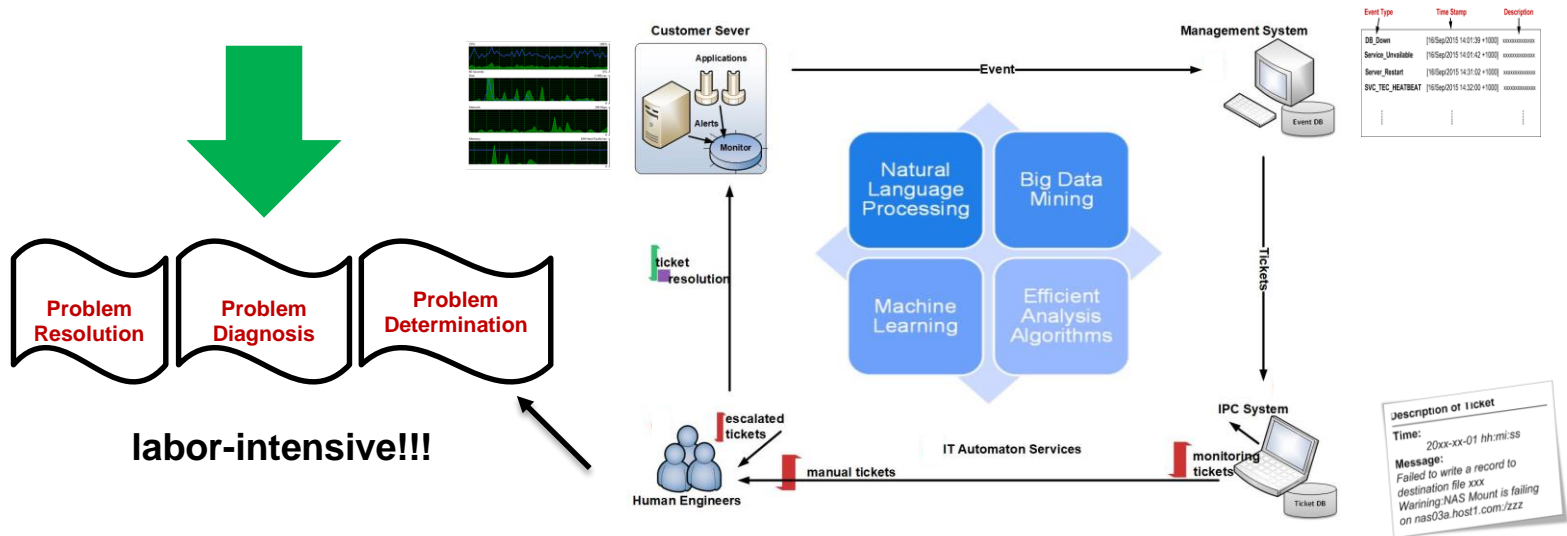 Problem
Resolution
Problem
Diagnosis
Problem
Determination
labor-intensive!!!
Customer Sever
Applications
Alerts
Monitor
Event
Management System
Event DB
Event Type
Time Stamp
Description
DB_Down [16/Sep/2015 14:01:39 +1000] xxxxxxxxxxxxx
Service_Unvailable [16/Sep/2015 14:01:42 +1000] xxxxxxxxxxxxx
Server_Restart [16/Sep/2015 14:31:02 +1000] xxxxxxxxxxxxx
SVC_TEC_HEATBEAT [16/Sep/2015 14:32:00 +1000] xxxxxxxxxxxxx
Natural
Language
Processing
Big Data
Mining
Machine
Learning
Efficient
Analysis
Algorithms
ticket
resolution
Tickets
escalated
tickets
manual tickets
Human Engineers
IT Automaton Services
monitoring
tickets
IPC System
Ticket DB
Description of Ticket
Time:
20xx-xx-01 hh:mi:ss
Message:
Failed to write a record to
destination file xxx
Warining:NAS Mount is failing
on nas03a.host1.com:/zzz